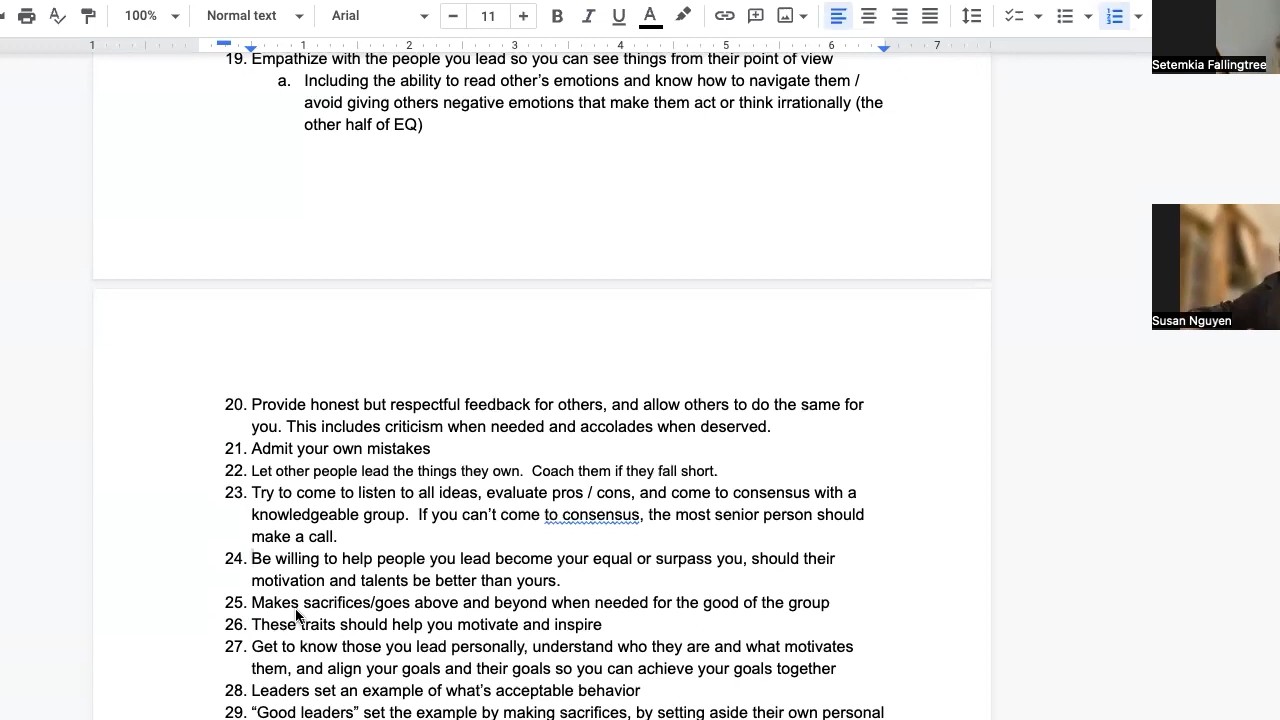 100% Normal text Arial 11 B I U A
1 1 2 3 4 5 6 7
Setemkia Fallingtree
19. Empathize with the people you lead so you can see things from their point of view
a. Including the ability to read other’s emotions and know how to navigate them /
avoid giving others negative emotions that make them act or think irrationally (the
other half of EQ)
Susan Nguyen
20. Provide honest but respectful feedback for others, and allow others to do the same for
you. This includes criticism when needed and accolades when deserved.
21. Admit your own mistakes
22. Let other people lead the things they own.  Coach them if they fall short.
23. Try to come to listen to all ideas, evaluate pros / cons, and come to consensus with a
knowledgeable group.  If you can’t come to consensus, the most senior person should
make a call.
24. Be willing to help people you lead become your equal or surpass you, should their
motivation and talents be better than yours.
25. Makes sacrifices/goes above and beyond when needed for the good of the group
26. These traits should help you motivate and inspire
27. Get to know those you lead personally, understand who they are and what motivates
them, and align your goals and their goals so you can achieve your goals together
28. Leaders set an example of what’s acceptable behavior
29. “Good leaders” set the example by making sacrifices, by setting aside their own personal